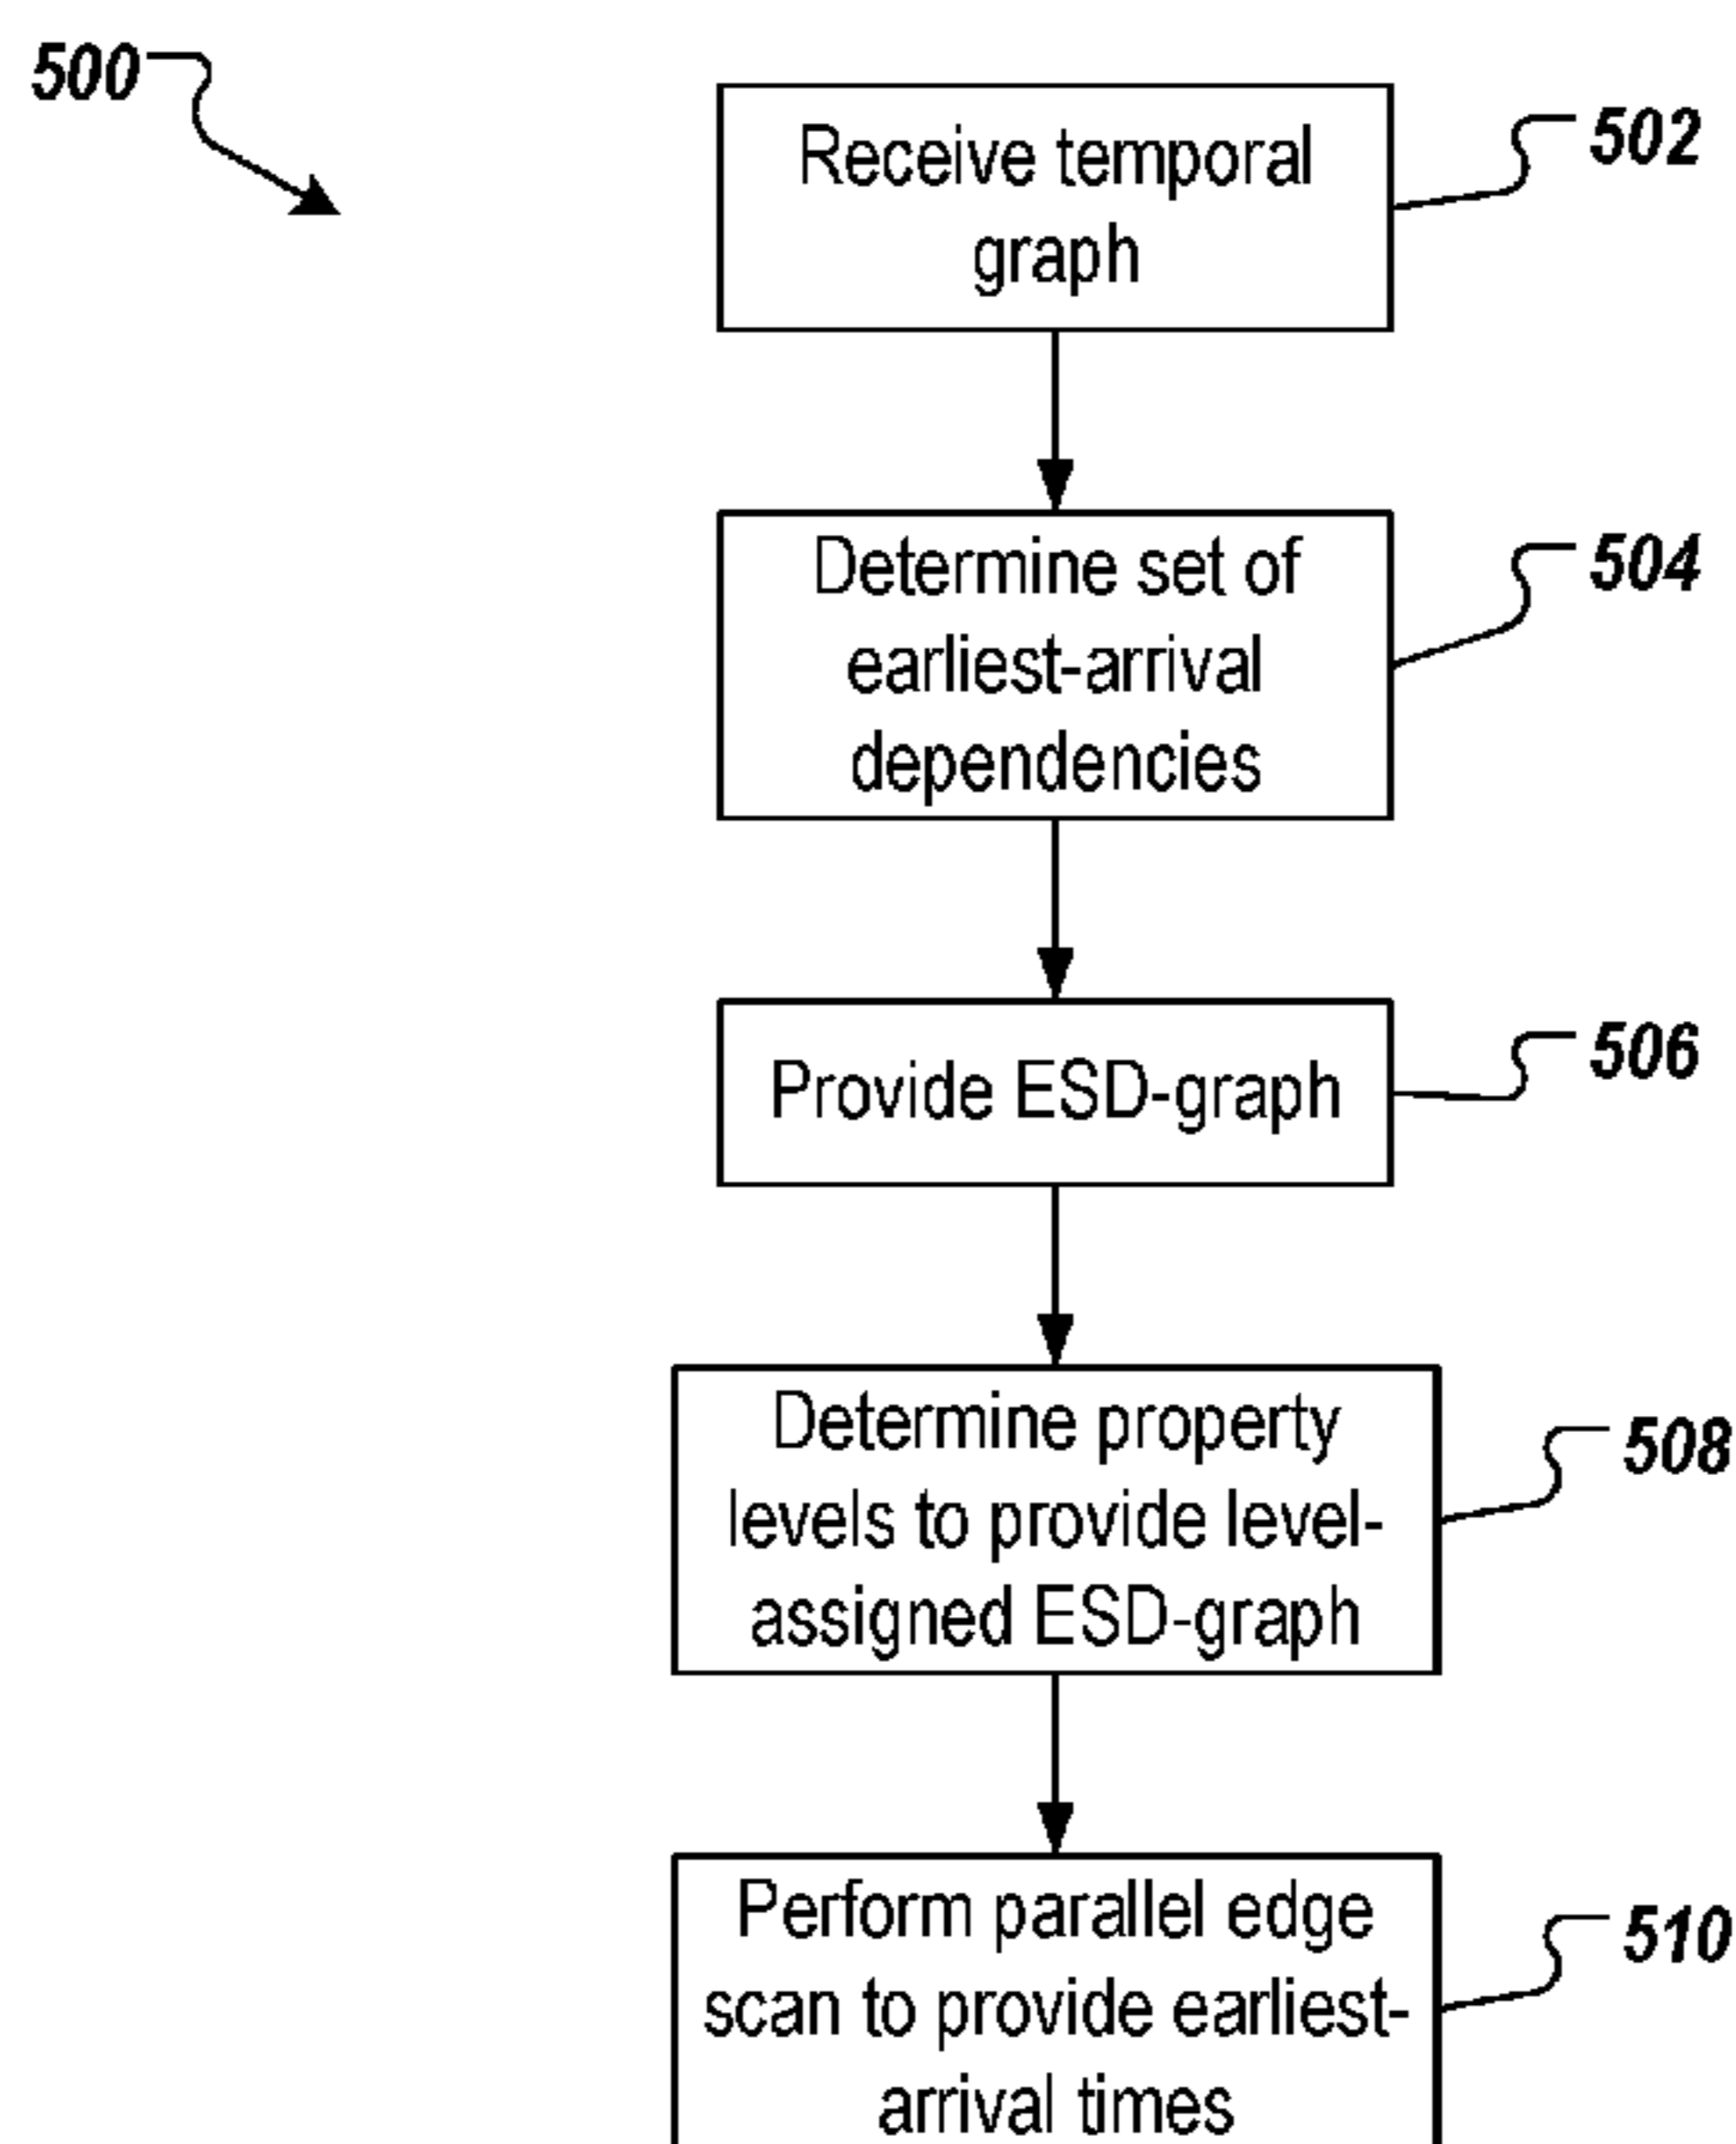 500
Receive temporal
graph
502
Determine set of
earliest-arrival
dependencies
504
Provide ESD-graph
506
Determine property
levels to provide level-
assigned ESD-graph
508
Perform parallel edge
scan to provide earliest-
arrival times
510